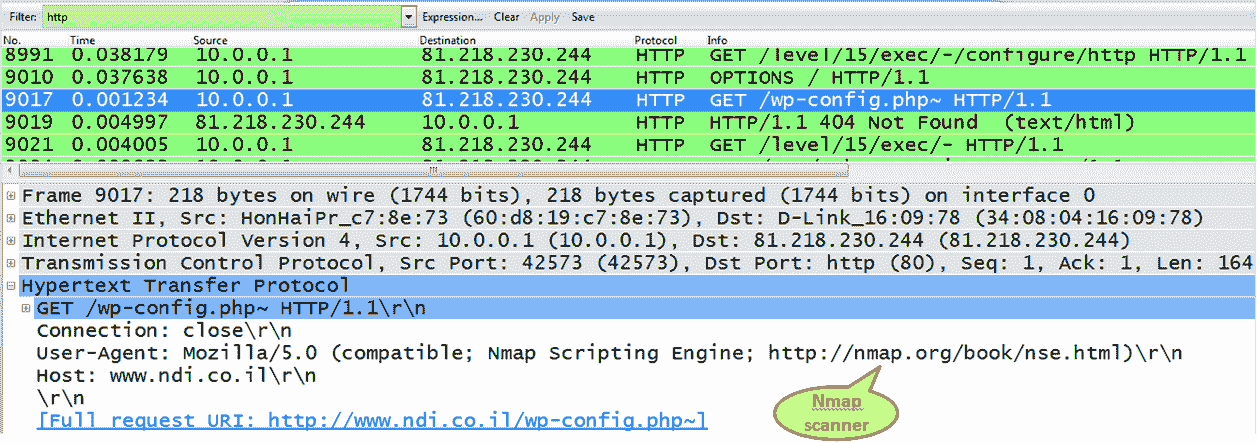 Filter: http Expression... Clear Apply Save
No. Time Source Destination Protocol Info
8991 0.038179 10.0.0.1 81.218.230.244 HTTP GET /level/15/exec/-/configure/http HTTP/1.1
9010 0.037638 10.0.0.1 81.218.230.244 HTTP OPTIONS / HTTP/1.1
9017 0.001234 10.0.0.1 81.218.230.244 HTTP GET /wp-config.php~ HTTP/1.1
9019 0.004997 81.218.230.244 10.0.0.1 HTTP HTTP/1.1 404 Not Found (text/html)
9021 0.004005 10.0.0.1 81.218.230.244 HTTP GET /level/15/exec/- HTTP/1.1
Frame 9017: 218 bytes on wire (1744 bits), 218 bytes captured (1744 bits) on interface 0
Ethernet II, Src: HonHaiPr_c7:8e:73 (60:d8:19:c7:8e:73), Dst: D-Link_16:09:78 (34:08:04:16:09:78)
Internet Protocol Version 4, Src: 10.0.0.1 (10.0.0.1), Dst: 81.218.230.244 (81.218.230.244)
Transmission Control Protocol, Src Port: 42573 (42573), Dst Port: http (80), Seq: 1, Ack: 1, Len: 164
Hypertext Transfer Protocol
GET /wp-config.php~ HTTP/1.1\r\n
Connection: close\r\n
User-Agent: Mozilla/5.0 (compatible; Nmap Scripting Engine; http://nmap.org/book/nse.html)\r\n
Host: www.ndi.co.il\r\n
\r\n
[Full request URI: http://www.ndi.co.il/wp-config.php~]
Nmap
scanner